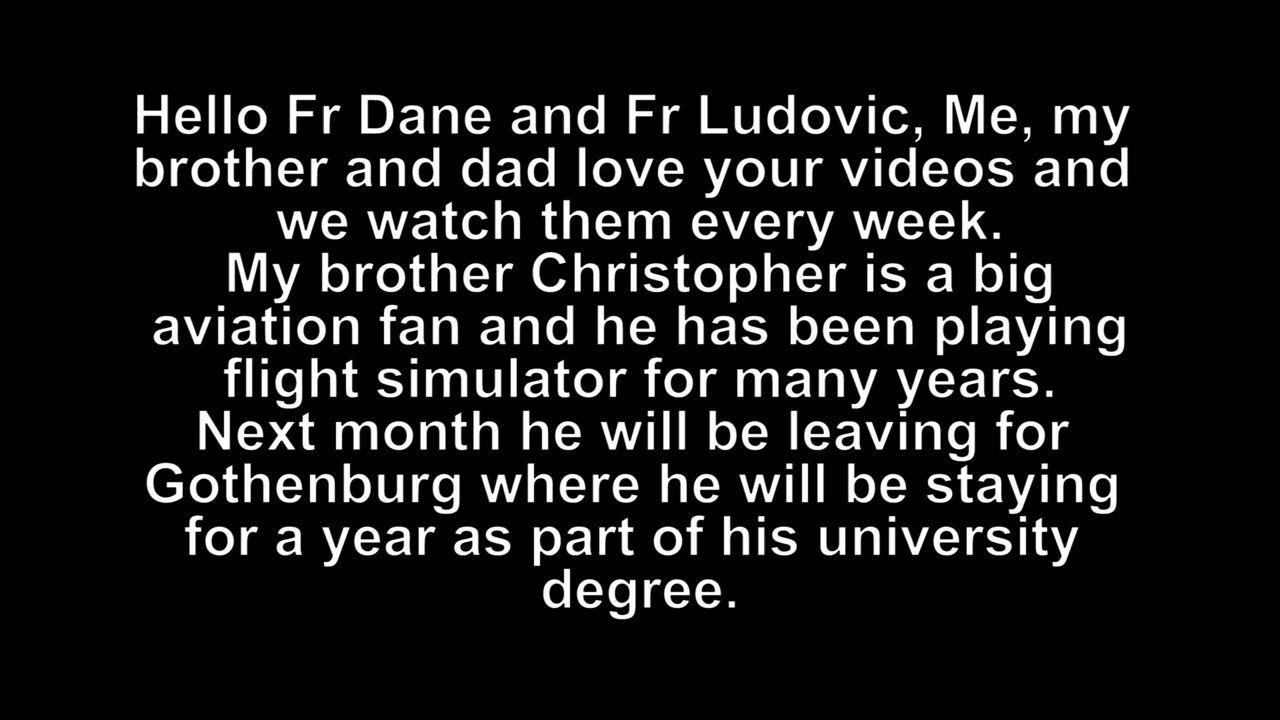 Hello Fr Dane and Fr Ludovic, Me, my
brother and dad love your videos and
we watch them every week.
My brother Christopher is a big
aviation fan and he has been playing
flight simulator for many years.
Next month he will be leaving for
Gothenburg where he will be staying
for a year as part of his university
degree.